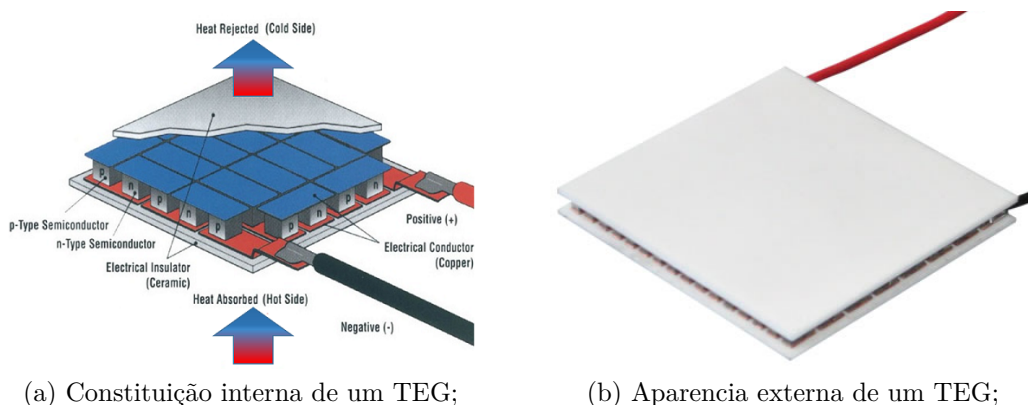 Heat Rejected (Cold Side)
p
n
p
n
p
p
n
p
n
p-Type Semiconductor
n-Type Semiconductor
Electrical Insulator
(Ceramic)
Positive (+)
Electrical Conductor
(Copper)
Heat Absorbed (Hot Side)
Negative (-)
(a) Constituição interna de um TEG;
(b) Aparencia externa de um TEG;